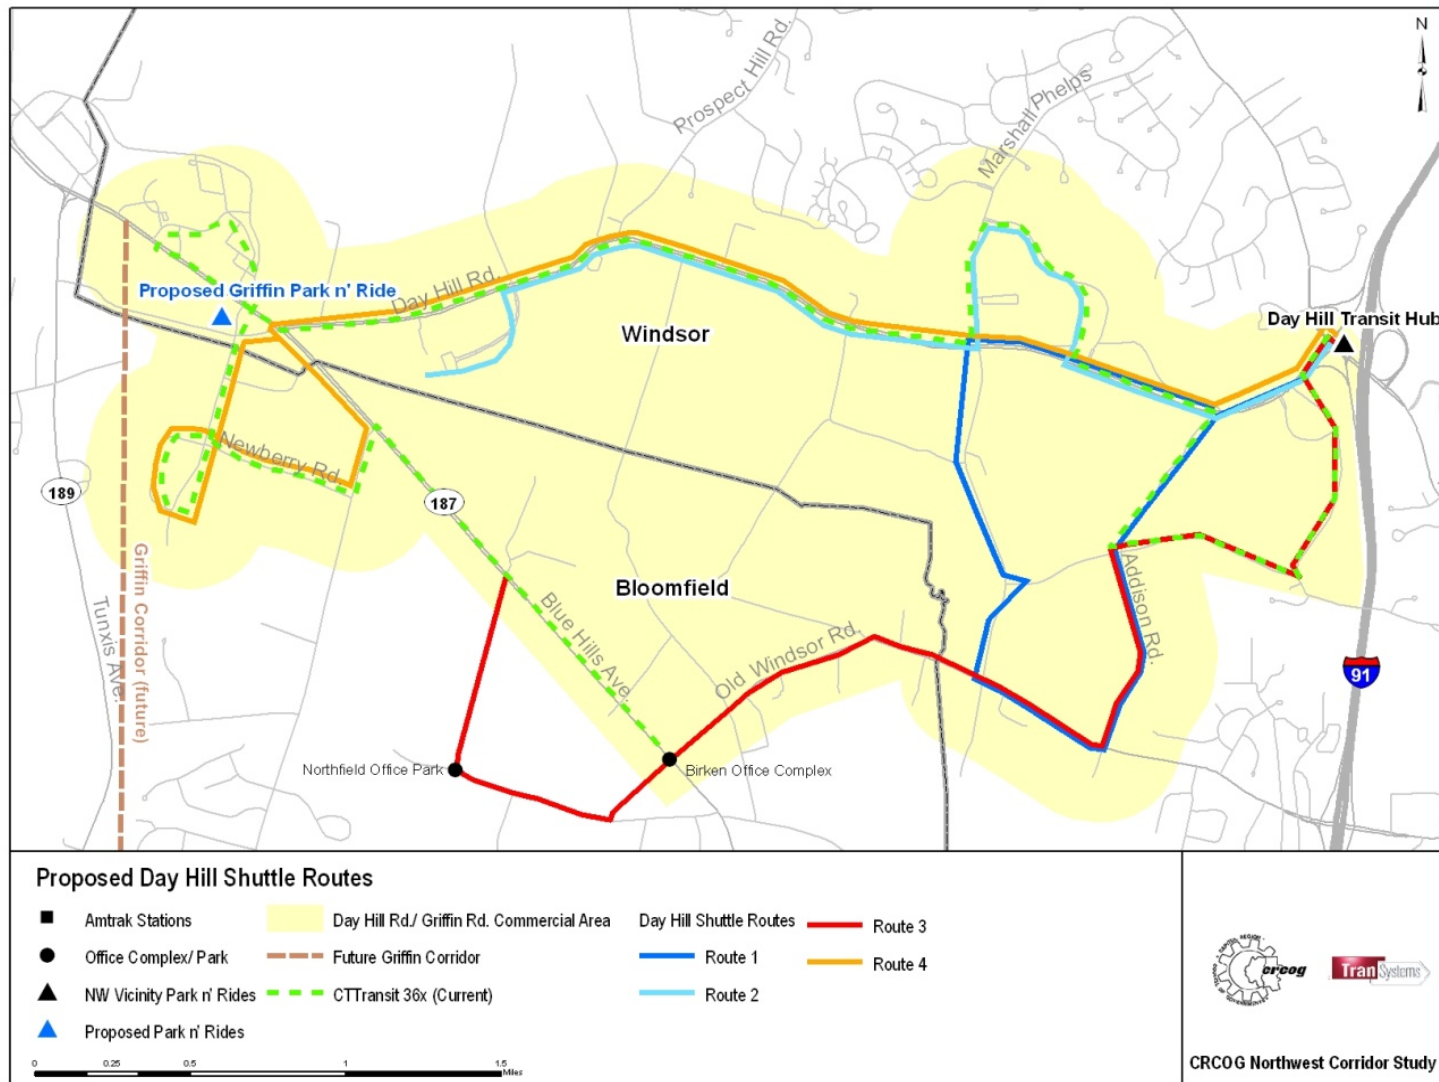 N
Prospect Hill Rd.
Marshall Phelps
Proposed Griffin Park n' Ride
Day Hill Rd.
Windsor
Day Hill Transit Hub
Newberry Rd.
189
187
Griffin Corridor (future)
Tunxis Ave.
Bloomfield
Blue Hills Ave.
Old Windsor Rd.
Addison Rd.
91
Northfield Office Park
Birken Office Complex
Proposed Day Hill Shuttle Routes
Amtrak Stations
Office Complex/ Park
NW Vicinity Park n' Rides
Proposed Park n' Rides
Day Hill Rd./ Griffin Rd. Commercial Area
Future Griffin Corridor
CTTransit 36x (Current)
Day Hill Shuttle Routes
Route 1
Route 2
Route 3
Route 4
0 0.25 0.5 1 1.5
Miles
crcog
TranSystems
CRCOG Northwest Corridor Study